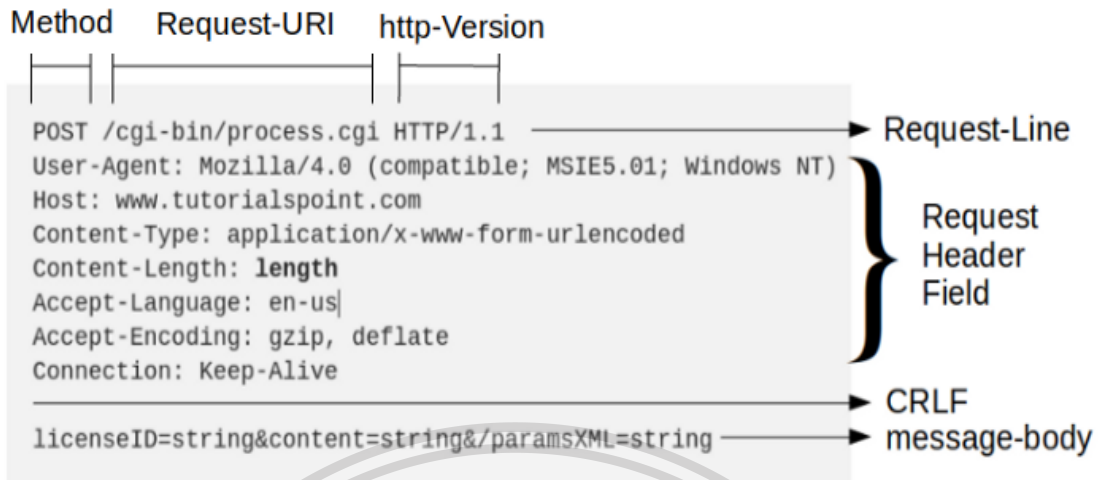 Method Request-URI http-Version
POST /cgi-bin/process.cgi HTTP/1.1 Request-Line
User-Agent: Mozilla/4.0 (compatible; MSIE5.01; Windows NT)
Host: www.tutorialspoint.com
Content-Type: application/x-www-form-urlencoded
Content-Length: length
Accept-Language: en-us
Accept-Encoding: gzip, deflate
Connection: Keep-Alive
Request
Header
Field
CRLF
licenseID=string&content=string&/paramsXML=string message-body